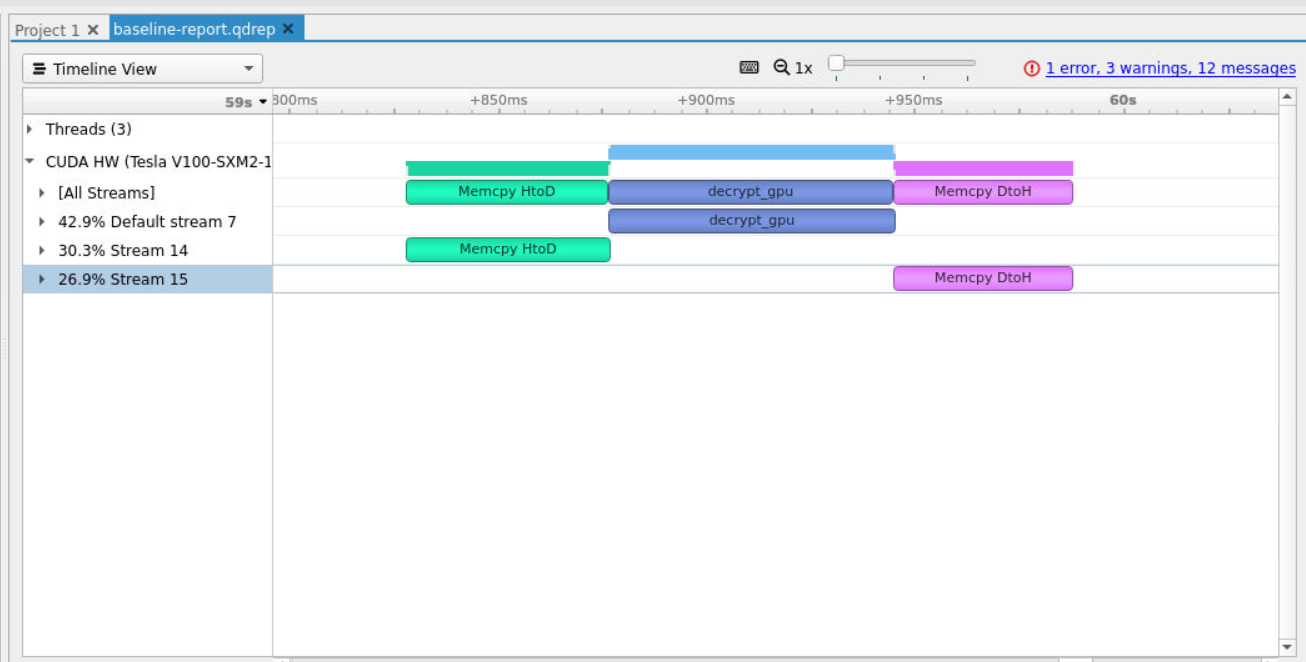 Project 1 baseline-report.qdrep
Timeline View 1x 1 error, 3 warnings, 12 messages
59s 300ms +850ms +900ms +950ms 60s
Threads (3)
CUDA HW (Tesla V100-SXM2-1
[All Streams] Memcpy HtoD decrypt_gpu Memcpy DtoH
42.9% Default stream 7 decrypt_gpu
30.3% Stream 14 Memcpy HtoD
26.9% Stream 15 Memcpy DtoH